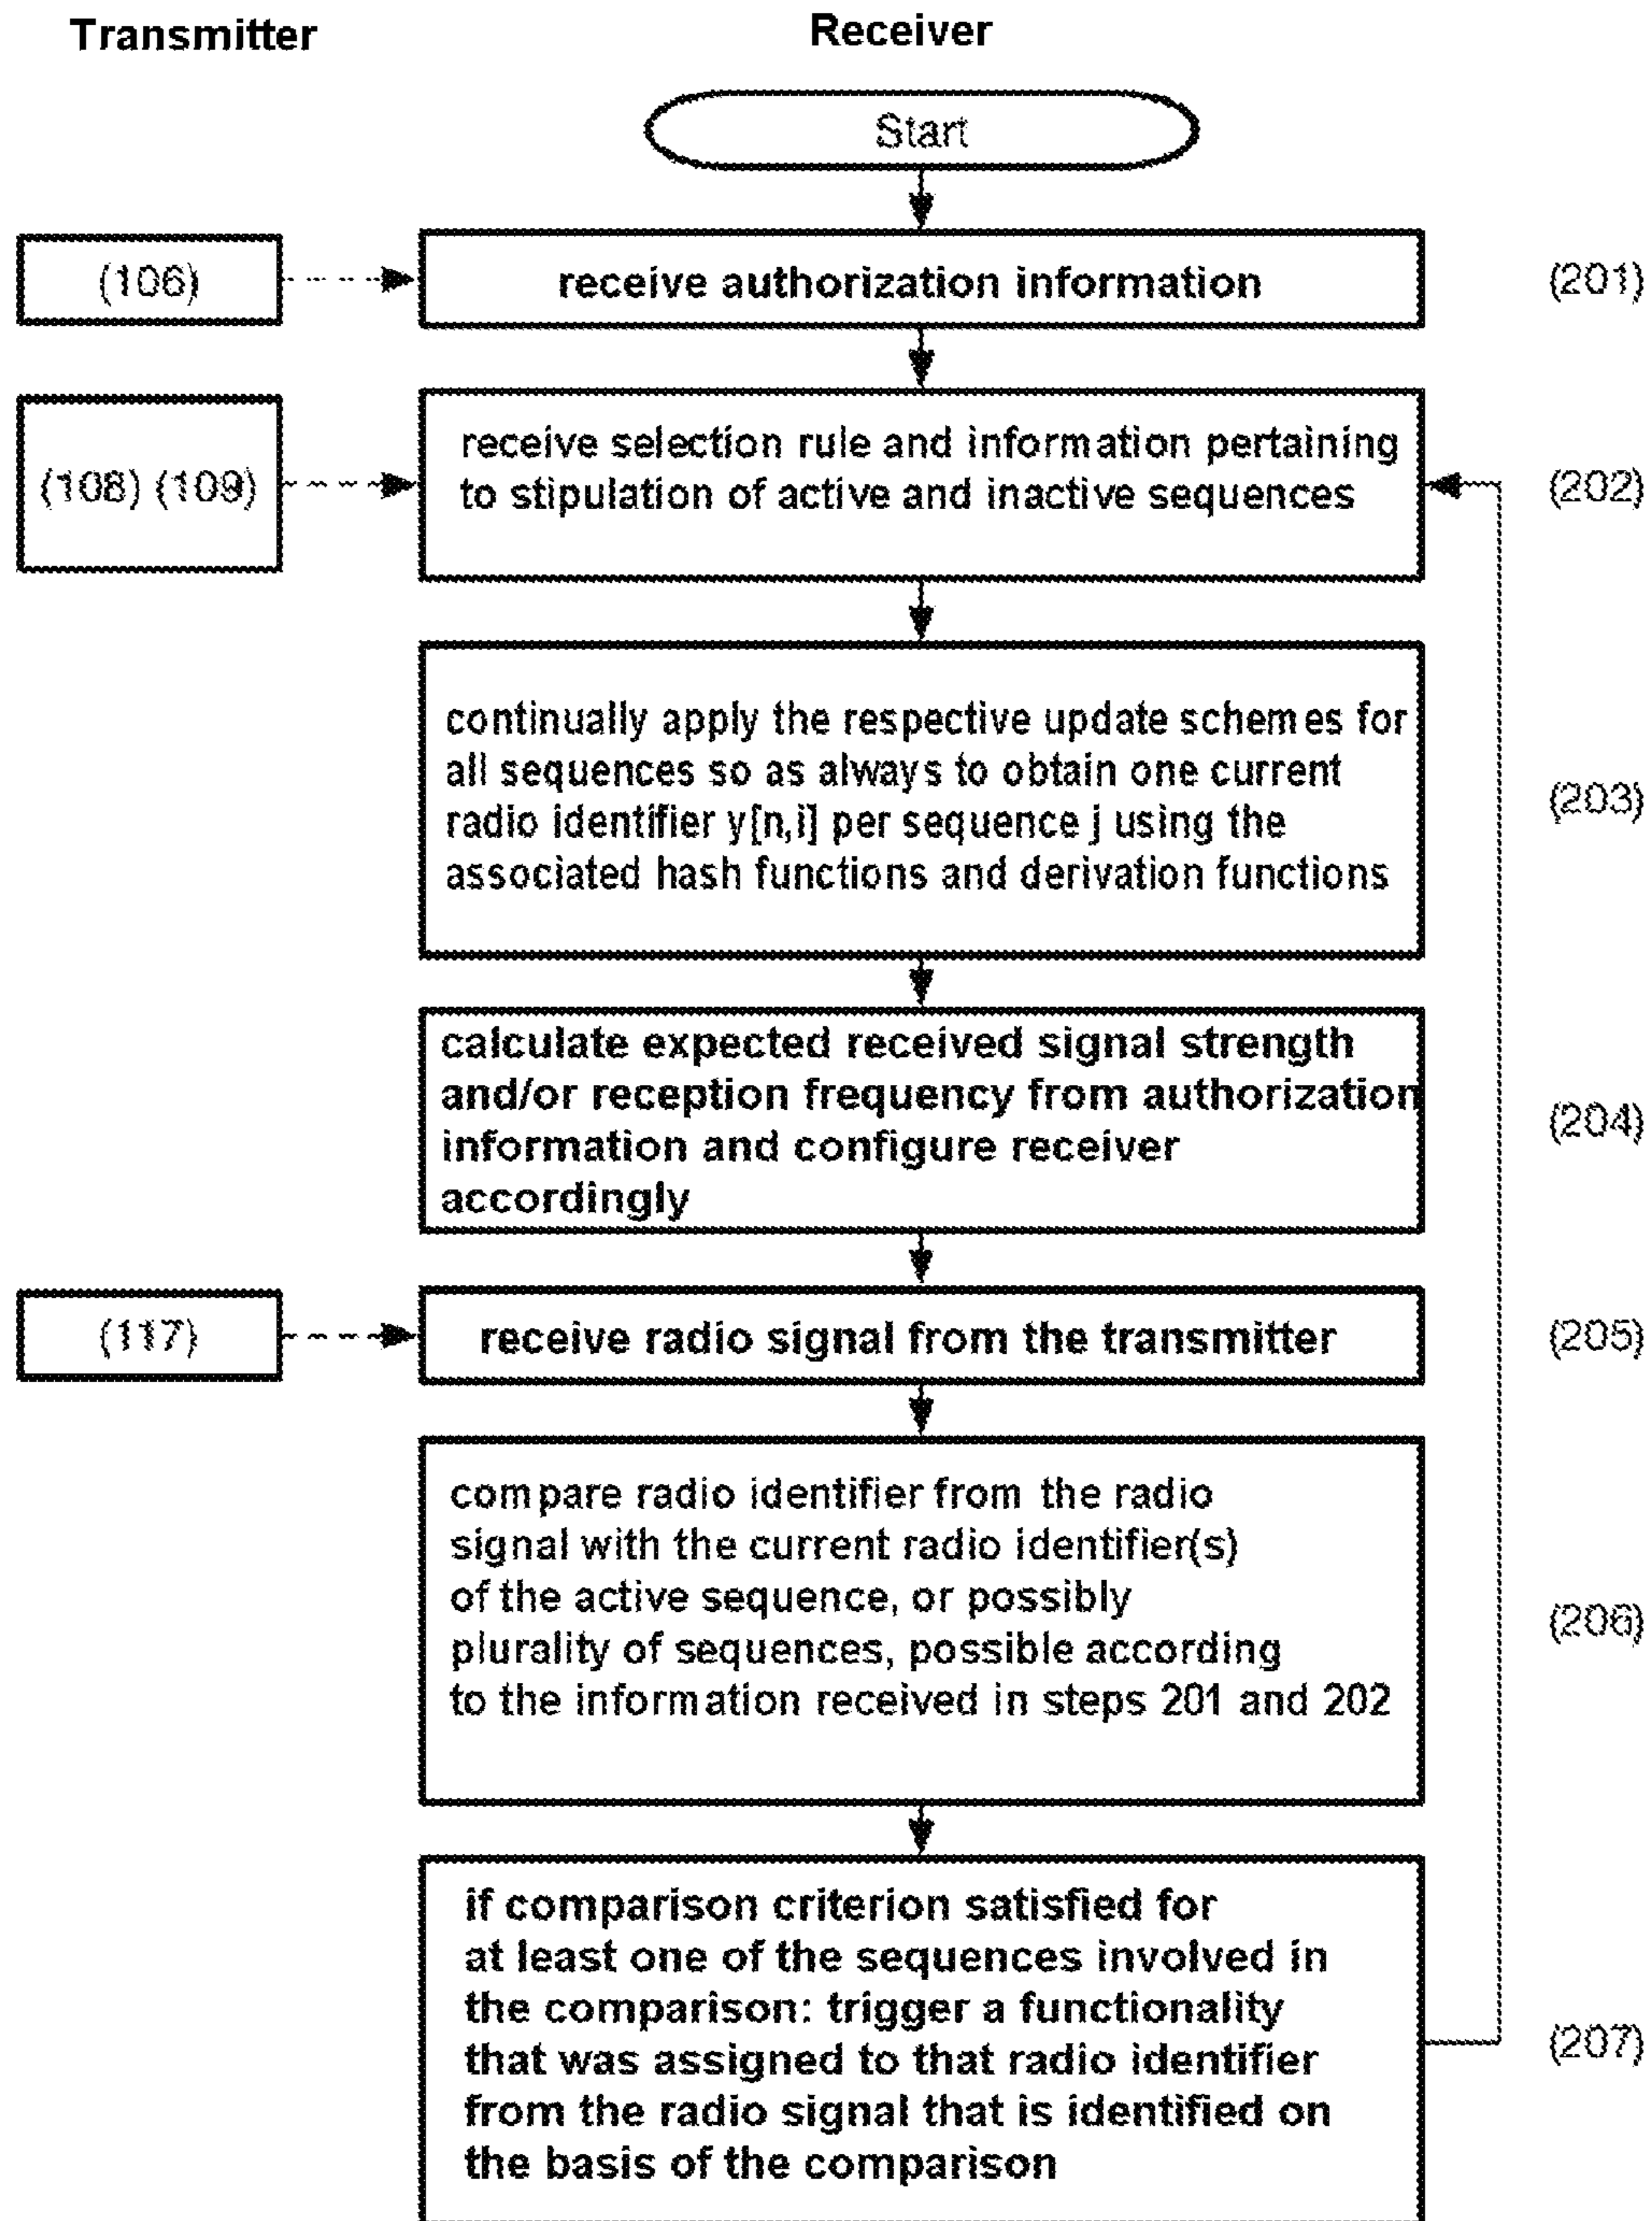 Transmitter
Receiver
Start
(106)
receive authorization information
(201)
(108) (109)
receive selection rule and information pertaining
to stipulation of active and inactive sequences
(202)
continually apply the respective update schemes for
all sequences so as always to obtain one current
radio identifier y[n,i] per sequence j using the
associated hash functions and derivation functions
(203)
calculate expected received signal strength
and/or reception frequency from authorization
information and configure receiver
accordingly
(204)
(117)
receive radio signal from the transmitter
(205)
compare radio identifier from the radio
signal with the current radio identifier(s)
of the active sequence, or possibly
plurality of sequences, possible according
to the information received in steps 201 and 202
(206)
if comparison criterion satisfied for
at least one of the sequences involved in
the comparison: trigger a functionality
that was assigned to that radio identifier
from the radio signal that is identified on
the basis of the comparison
(207)